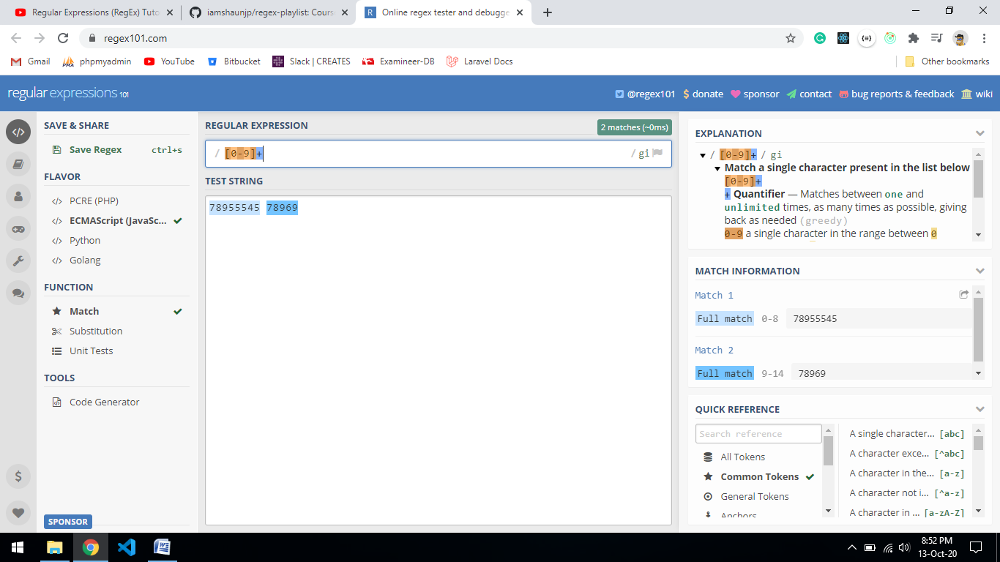 Regular Expressions (RegEx) Tuto
iamshaunjp/regex-playlist: Cours
Online regex tester and debugge
regex101.com
Gmail
phpmyadmin
YouTube
Bitbucket
Slack | CREATES
Examineer-DB
Laravel Docs
Other bookmarks
regular expressions 101
@regex101
donate
sponsor
contact
bug reports & feedback
wiki
SAVE & SHARE
Save Regex ctrl+s
FLAVOR
PCRE (PHP)
ECMAScript (JavaSc...
Python
Golang
FUNCTION
Match
Substitution
Unit Tests
TOOLS
Code Generator
SPONSOR
REGULAR EXPRESSION
2 matches (~0ms)
/ [0-9]+ / gi
TEST STRING
78955545 78969
EXPLANATION
/ [0-9]+ / gi
Match a single character present in the list below
[0-9]+
+ Quantifier — Matches between one and
unlimited times, as many times as possible, giving
back as needed (greedy)
0-9 a single character in the range between 0
MATCH INFORMATION
Match 1
Full match 0-8 78955545
Match 2
Full match 9-14 78969
QUICK REFERENCE
Search reference
All Tokens
Common Tokens
General Tokens
Anchors
A single character... [abc]
A character exce... [^abc]
A character in the... [a-z]
A character not i... [^a-z]
A character in ... [a-zA-Z]
8:52 PM
13-Oct-20